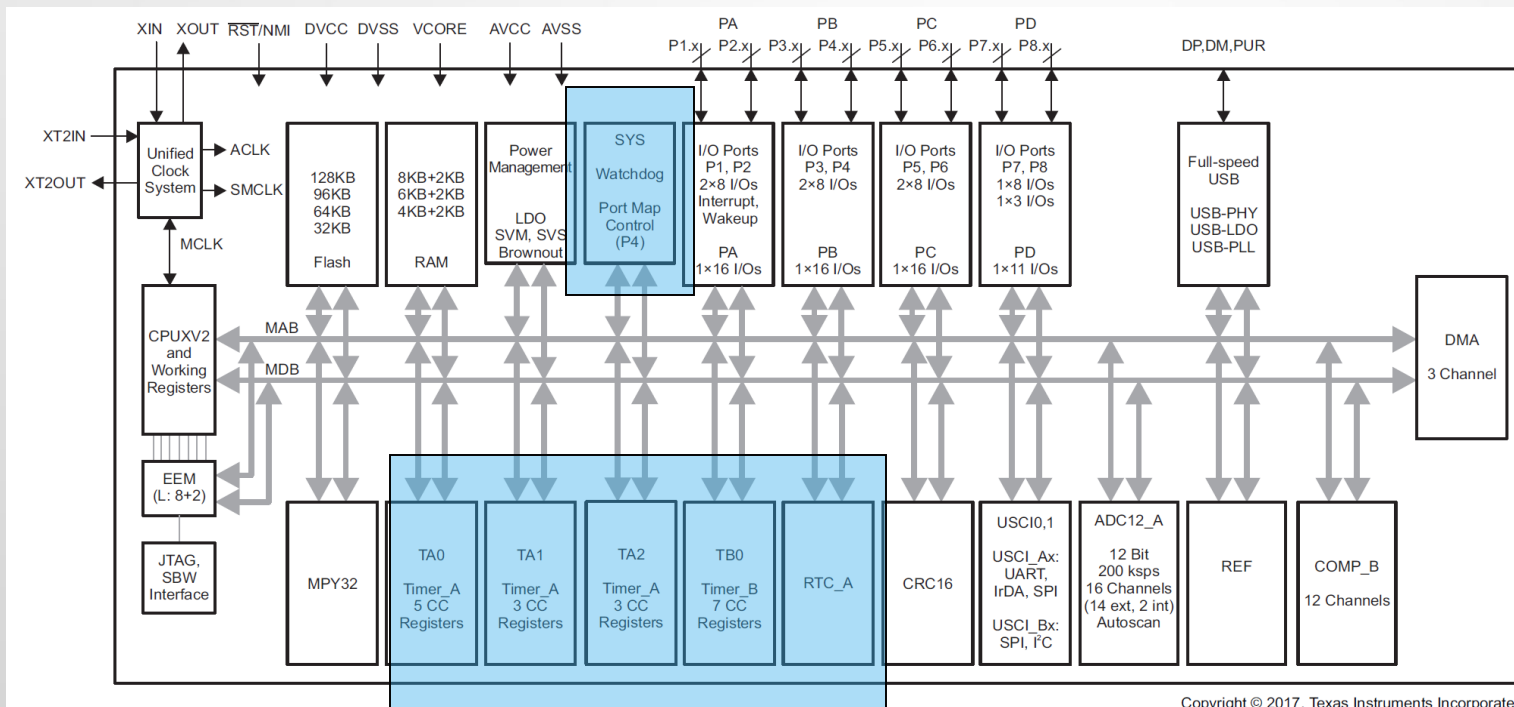 XIN XOUT RST/NMI DVCC DVSS VCORE AVCC AVSS
PA PB PC PD
P1.x P2.x P3.x P4.x P5.x P6.x P7.x P8.x
DP,DM,PUR
XT2IN
XT2OUT
Unified
Clock
System
ACLK
SMCLK
MCLK
128KB
96KB
64KB
32KB
Flash
8KB+2KB
6KB+2KB
4KB+2KB
RAM
Power
Management
LDO
SVM, SVS
Brownout
SYS
Watchdog
Port Map
Control
(P4)
I/O Ports
P1, P2
2×8 I/Os
Interrupt,
Wakeup
PA
1×16 I/Os
I/O Ports
P3, P4
2×8 I/Os
PB
1×16 I/Os
I/O Ports
P5, P6
2×8 I/Os
PC
1×16 I/Os
I/O Ports
P7, P8
1×8 I/Os
1×3 I/Os
PD
1×11 I/Os
Full-speed
USB
USB-PHY
USB-LDO
USB-PLL
CPUXV2
and
Working
Registers
MAB
MDB
DMA
3 Channel
EEM
(L: 8+2)
JTAG,
SBW
Interface
MPY32
TA0
Timer_A
5 CC
Registers
TA1
Timer_A
3 CC
Registers
TA2
Timer_A
3 CC
Registers
TB0
Timer_B
7 CC
Registers
RTC_A
CRC16
USCI0,1
USCI_Ax:
UART,
IrDA, SPI
USCI_Bx:
SPI, I²C
ADC12_A
12 Bit
200 ksps
16 Channels
(14 ext, 2 int)
Autoscan
REF
COMP_B
12 Channels
Copyright © 2017, Texas Instruments Incorporate